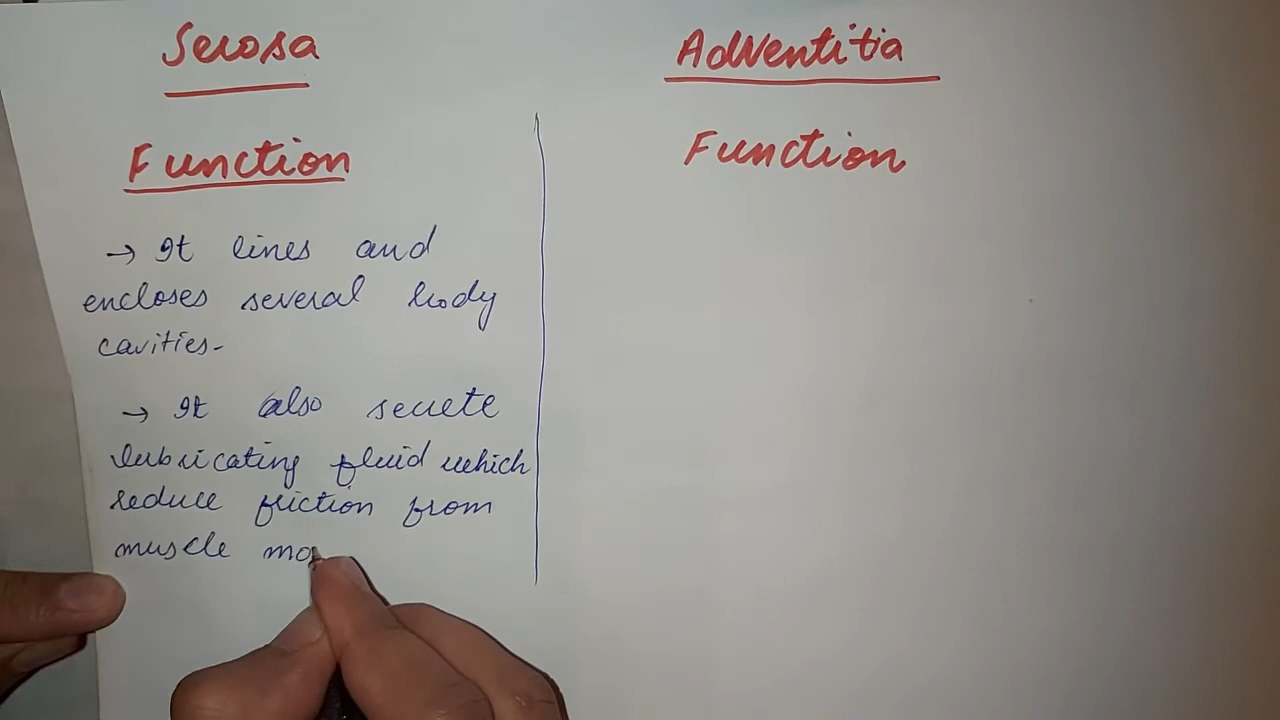 Serosa
Adventitia
Function
Function
→ It lines and
encloses several body
cavities.
→ It also secrete
lubricating fluid which
reduce friction from
muscle mo